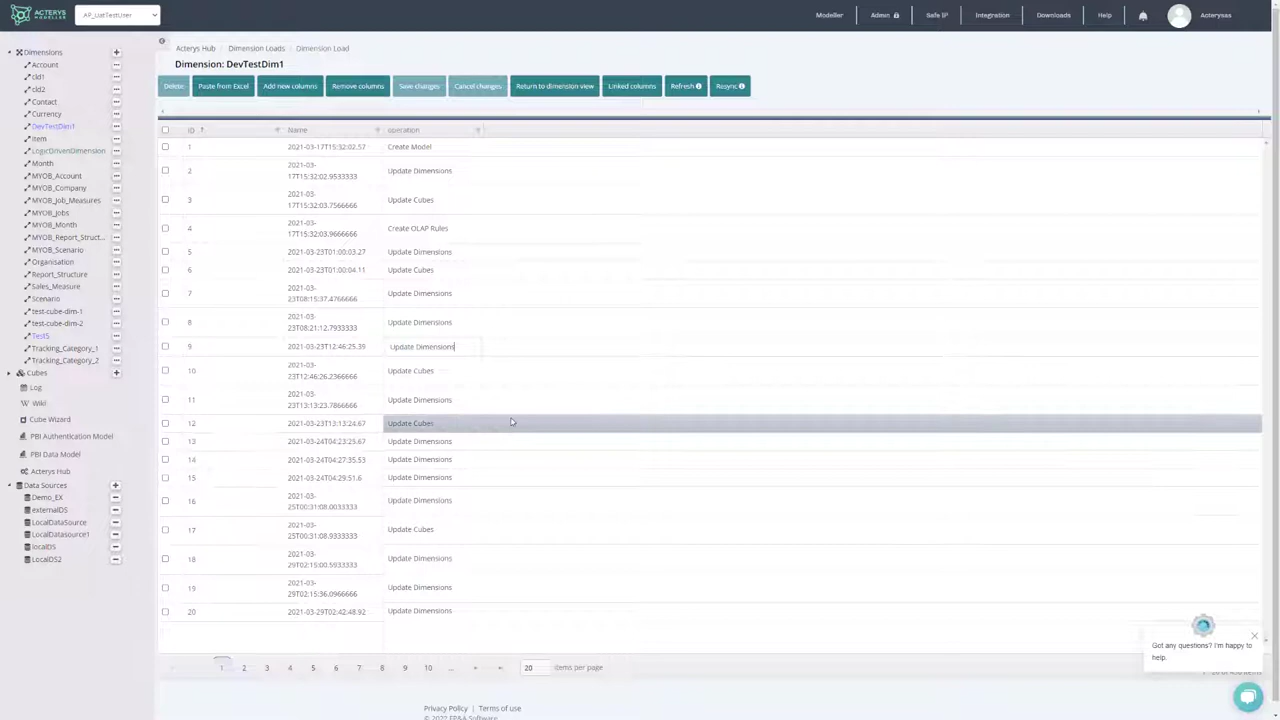 ACTERYS
MODELLER
AP_UatTestUser
Modeller
Admin
Safe IP
Integration
Downloads
Help
Acterysas
Dimensions
Account
cld1
cld2
Contact
Currency
DevTestDim1
Item
LogicDrivenDimension
Month
MYOB_Account
MYOB_Company
MYOB_Job_Measures
MYOB_Jobs
MYOB_Month
MYOB_Report_Struct...
MYOB_Scenario
Organisation
Report_Structure
Sales_Measure
Scenario
test-cube-dim-1
test-cube-dim-2
Test5
Tracking_Category_1
Tracking_Category_2
Cubes
Log
Wiki
Cube Wizard
PBI Authentication Model
PBI Data Model
Acterys Hub
Data Sources
Demo_EX
externalDS
LocalDataSource
LocalDatasource1
localDS
LocalDS2
Acterys Hub Dimension Loads Dimension Load
Dimension: DevTestDim1
Delete Paste from Excel Add new columns Remove columns Save changes Cancel changes Return to dimension view Linked columns Refresh Resync
ID Name operation
1 2021-03-17T15:32:02.57 Create Model
2 2021-03-
17T15:32:02.9533333 Update Dimensions
3 2021-03-
17T15:32:03.7566666 Update Cubes
4 2021-03-
17T15:32:03.9666666 Create OLAP Rules
5 2021-03-23T01:00:03.27 Update Dimensions
6 2021-03-23T01:00:04.11 Update Cubes
7 2021-03-
23T08:15:37.4766666 Update Dimensions
8 2021-03-
23T08:21:12.7933333 Update Dimensions
9 2021-03-23T12:46:25.39 Update Dimensions
10 2021-03-
23T12:46:26.2366666 Update Cubes
11 2021-03-
23T13:13:23.7866666 Update Dimensions
12 2021-03-23T13:13:24.67 Update Cubes
13 2021-03-24T04:23:25.67 Update Dimensions
14 2021-03-24T04:27:35.53 Update Dimensions
15 2021-03-24T04:29:51.6 Update Dimensions
16 2021-03-
25T00:31:08.0033333 Update Dimensions
17 2021-03-
25T00:31:08.9333333 Update Cubes
18 2021-03-
29T02:15:00.5933333 Update Dimensions
19 2021-03-
29T02:15:36.0966666 Update Dimensions
20 2021-03-29T02:42:48.92 Update Dimensions
1 2 3 4 5 6 7 8 9 10 ... 20 items per page
Got any questions? I'm happy to
help.
Privacy Policy | Terms of use
© 2022 FP&A Software